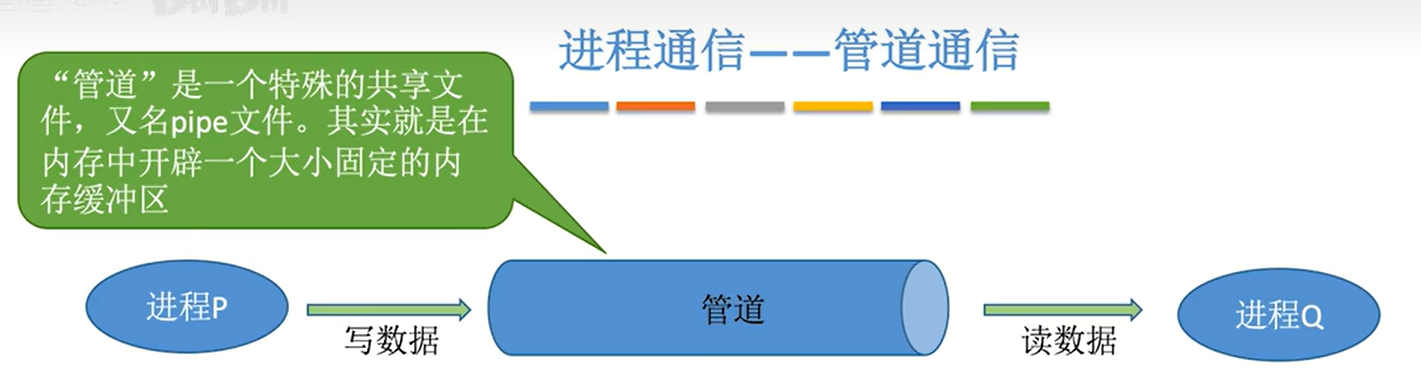 进程通信——管道通信
“管道”是一个特殊的共享文
件，又名pipe文件。其实就是在
内存中开辟一个大小固定的内
存缓冲区
进程P
写数据
管道
读数据
进程Q